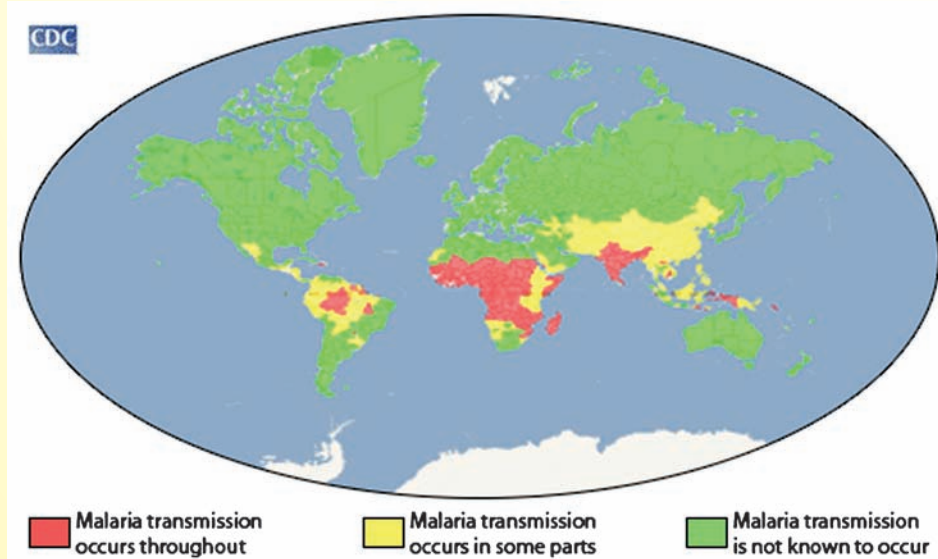 CDC
Malaria transmission
occurs throughout
Malaria transmission
occurs in some parts
Malaria transmission
is not known to occur